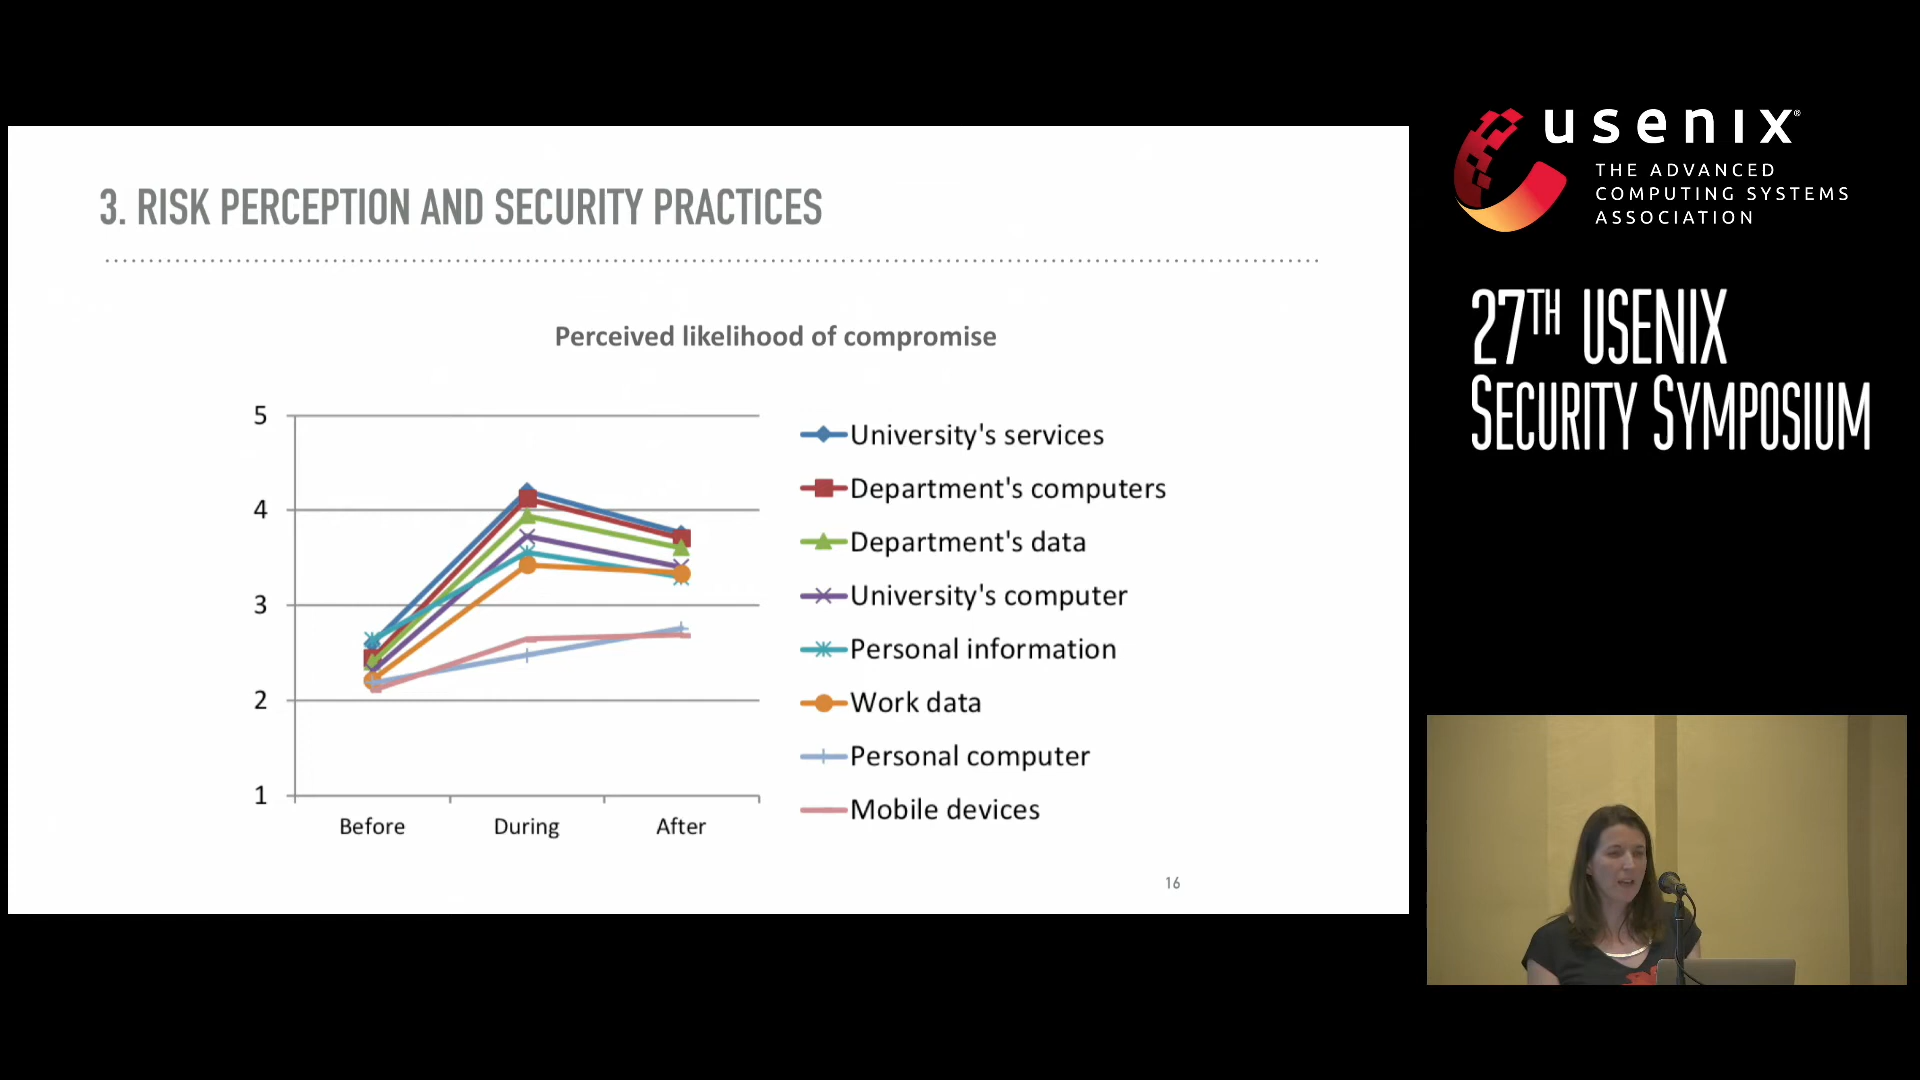 3. RISK PERCEPTION AND SECURITY PRACTICES
Perceived likelihood of compromise
5
4
3
2
1
Before During After
University's services
Department's computers
Department's data
University's computer
Personal information
Work data
Personal computer
Mobile devices
16
usenix®
THE ADVANCED
COMPUTING SYSTEMS
ASSOCIATION
27TH USENIX
SECURITY SYMPOSIUM